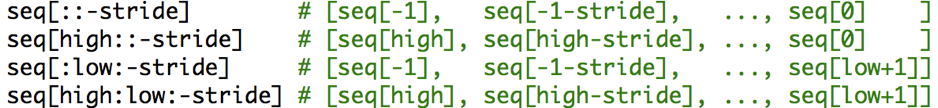 seq[::-stride]        # [seq[-1],   seq[-1-stride],   ..., seq[0]    ]
seq[high::-stride]    # [seq[high], seq[high-stride], ..., seq[0]    ]
seq[:low:-stride]     # [seq[-1],   seq[-1-stride],   ..., seq[low+1]]
seq[high:low:-stride] # [seq[high], seq[high-stride], ..., seq[low+1]]